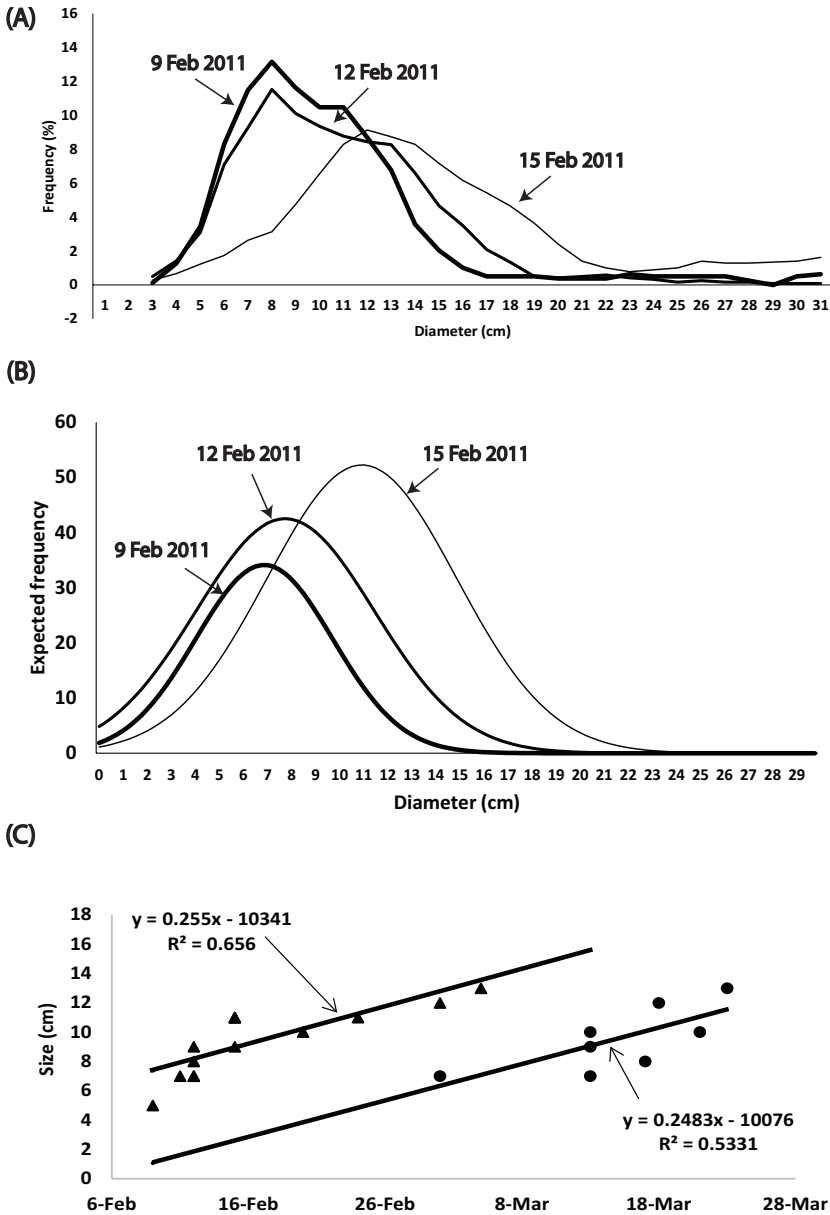 (A)
16
14
12
10
8
6
4
2
0
-2
Frequency (%)
9 Feb 2011
12 Feb 2011
15 Feb 2011
1 2 3 4 5 6 7 8 9 10 11 12 13 14 15 16 17 18 19 20 21 22 23 24 25 26 27 28 29 30 31
Diameter (cm)
(B)
60
50
40
30
20
10
0
Expected frequency
12 Feb 2011
15 Feb 2011
9 Feb 2011
0 1 2 3 4 5 6 7 8 9 10 11 12 13 14 15 16 17 18 19 20 21 22 23 24 25 26 27 28 29
Diameter (cm)
(C)
18
16
14
12
10
8
6
4
2
0
Size (cm)
y = 0.255x - 10341
R² = 0.656
y = 0.2483x - 10076
R² = 0.5331
6-Feb 16-Feb 26-Feb 8-Mar 18-Mar 28-Mar